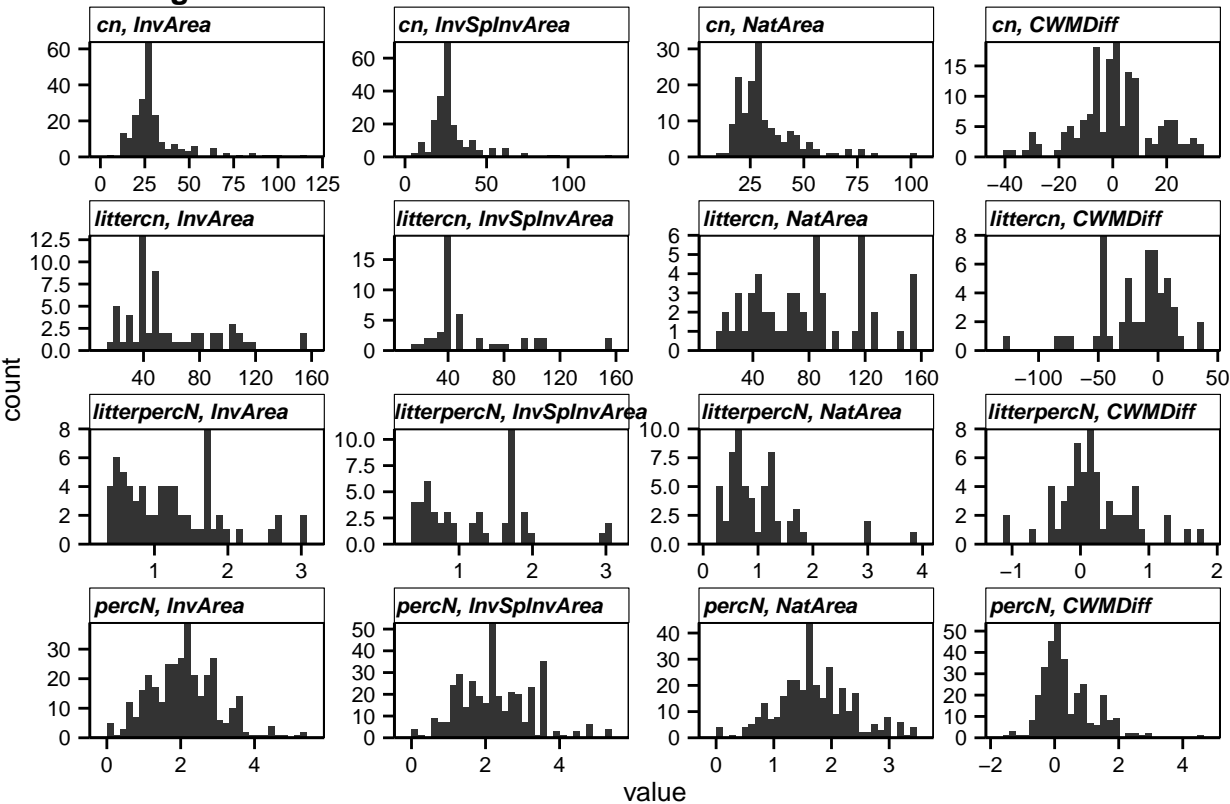 cn, InvArea
cn, InvSpInvArea
cn, NatArea
cn, CWMDiff
60
40
20
0
0 25 50 75 100 125
60
40
20
0
0 50 100
30
20
10
0
25 50 75 100
15
10
5
0
−40 −20 0 20
littercn, InvArea
littercn, InvSpInvArea
littercn, NatArea
littercn, CWMDiff
12.5
10.0
7.5
5.0
2.5
0.0
40 80 120 160
15
10
5
0
40 80 120 160
6
5
4
3
2
1
0
40 80 120 160
8
6
4
2
0
−100 −50 0 50
count
litterpercN, InvArea
litterpercN, InvSpInvArea
litterpercN, NatArea
litterpercN, CWMDiff
8
6
4
2
0
1 2 3
10.0
7.5
5.0
2.5
0.0
1 2 3
10.0
7.5
5.0
2.5
0.0
0 1 2 3 4
8
6
4
2
0
−1 0 1 2
percN, InvArea
percN, InvSpInvArea
percN, NatArea
percN, CWMDiff
30
20
10
0
0 2 4
50
40
30
20
10
0
0 2 4
40
30
20
10
0
0 1 2 3
50
40
30
20
10
0
−2 0 2 4
value